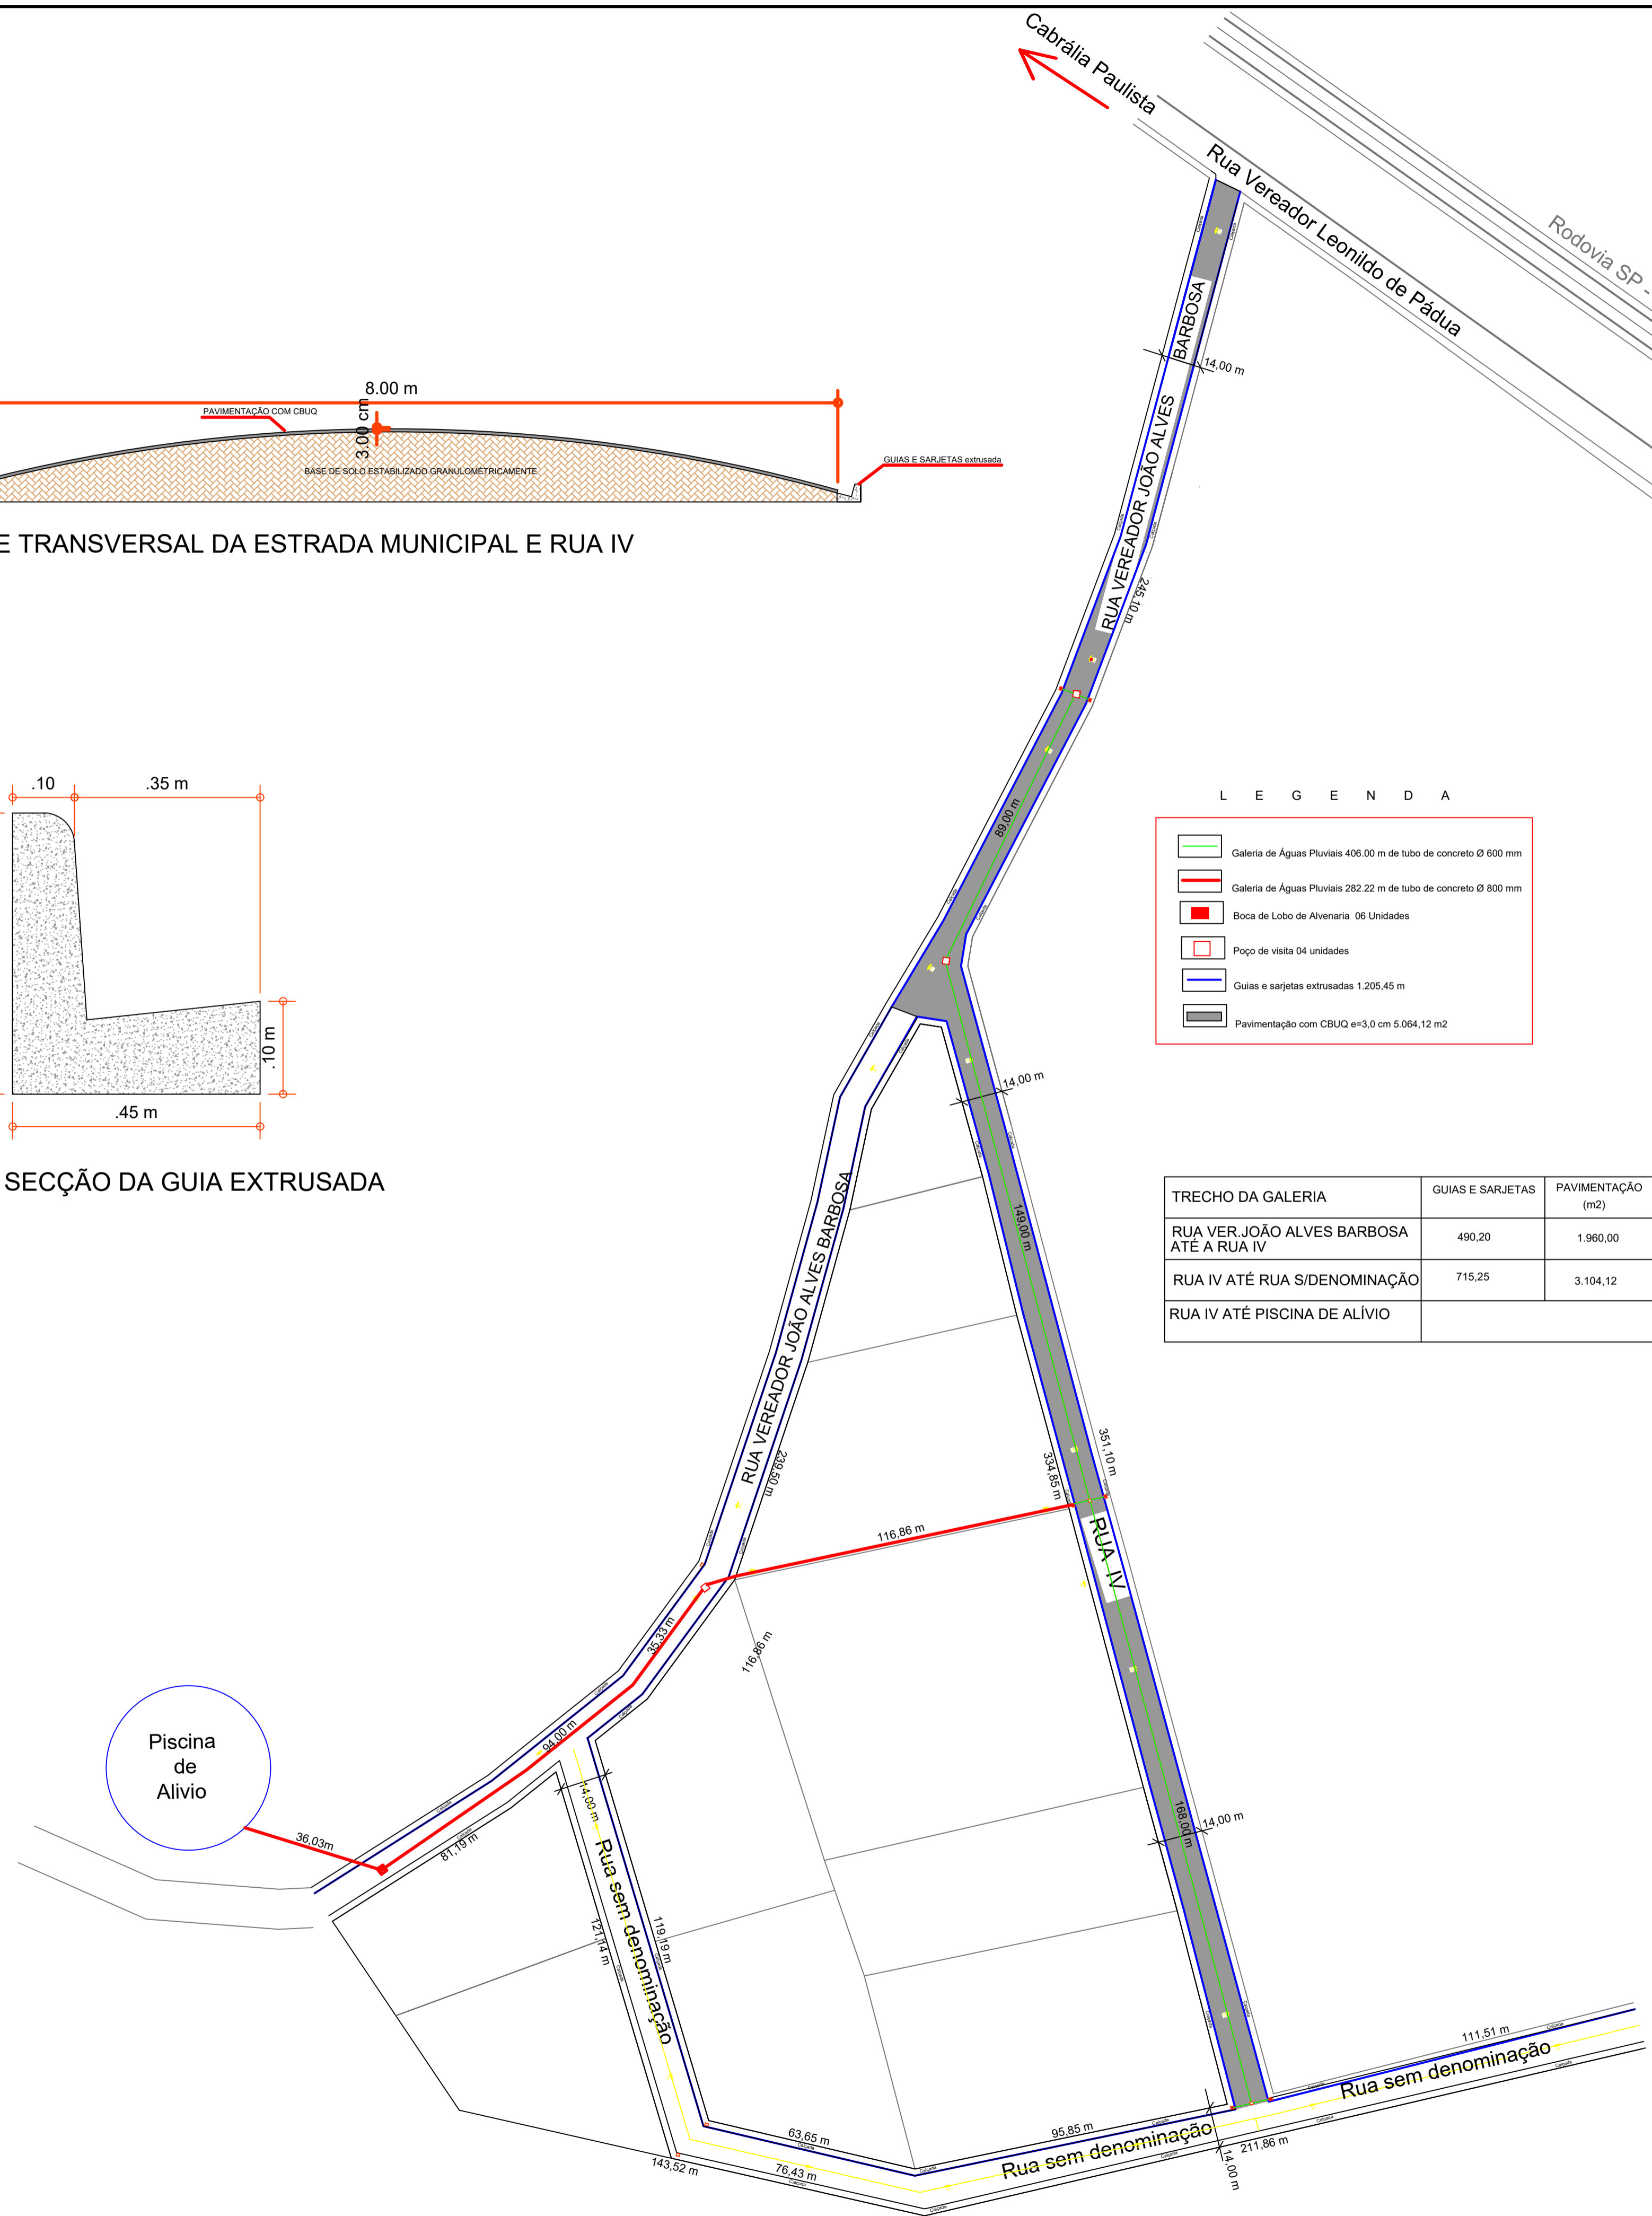 Cabrália Paulista
Rua Vereador Leonildo de Pádua
Rodovia SP -
8.00 m
PAVIMENTAÇÃO COM CBUQ
3.00 cm
BASE DE SOLO ESTABILIZADO GRANULOMÉTRICAMENTE
GUIAS E SARJETAS extrusada
E TRANSVERSAL DA ESTRADA MUNICIPAL E RUA IV
RUA VEREADOR JOÃO ALVES BARBOSA
14,00 m
245,10 m
89,00 m
.10
.35 m
.10 m
.45 m
SECÇÃO DA GUIA EXTRUSADA
L E G E N D A
Galeria de Águas Pluviais 406.00 m de tubo de concreto Ø 600 mm
Galeria de Águas Pluviais 282.22 m de tubo de concreto Ø 800 mm
Boca de Lobo de Alvenaria 06 Unidades
Poço de visita 04 unidades
Guias e sarjetas extrusadas 1.205,45 m
Pavimentação com CBUQ e=3,0 cm 5.064,12 m2
TRECHO DA GALERIA
GUIAS E SARJETAS
PAVIMENTAÇÃO
(m2)
RUA VER.JOÃO ALVES BARBOSA
ATÉ A RUA IV
490,20
1.960,00
RUA IV ATÉ RUA S/DENOMINAÇÃO
715,25
3.104,12
RUA IV ATÉ PISCINA DE ALÍVIO
14,00 m
149,00 m
RUA VEREADOR JOÃO ALVES BARBOSA
239,50 m
351,10 m
334,85 m
RUA IV
116,86 m
116,86 m
35,33 m
94,00 m
Piscina
de
Alivio
36,03m
81,19 m
14,00 m
Rua sem denominação
121,14 m
119,19 m
168,00 m
14,00 m
63,65 m
76,43 m
143,52 m
95,85 m
Rua sem denominação
14,00 m
211,86 m
111,51 m
Rua sem denominação